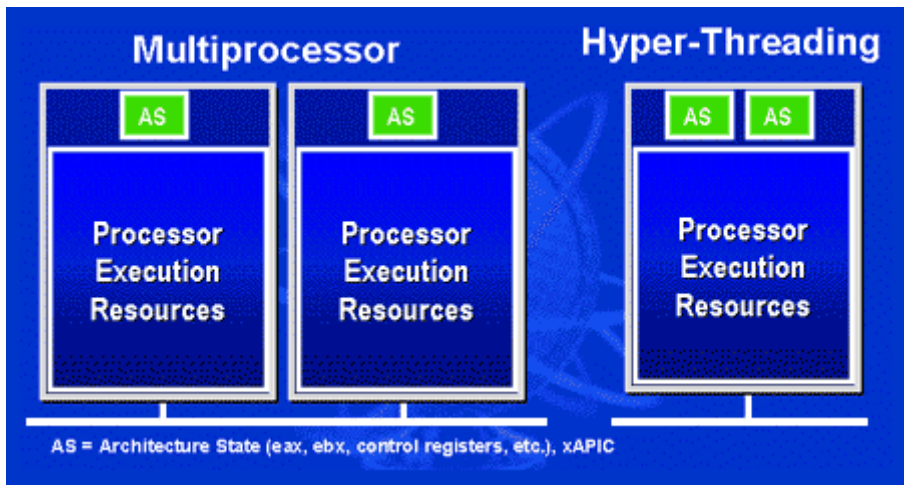 Multiprocessor
Hyper-Threading
AS
AS
AS
AS
Processor
Execution
Resources
Processor
Execution
Resources
Processor
Execution
Resources
AS = Architecture State (eax, ebx, control registers, etc.), xAPIC